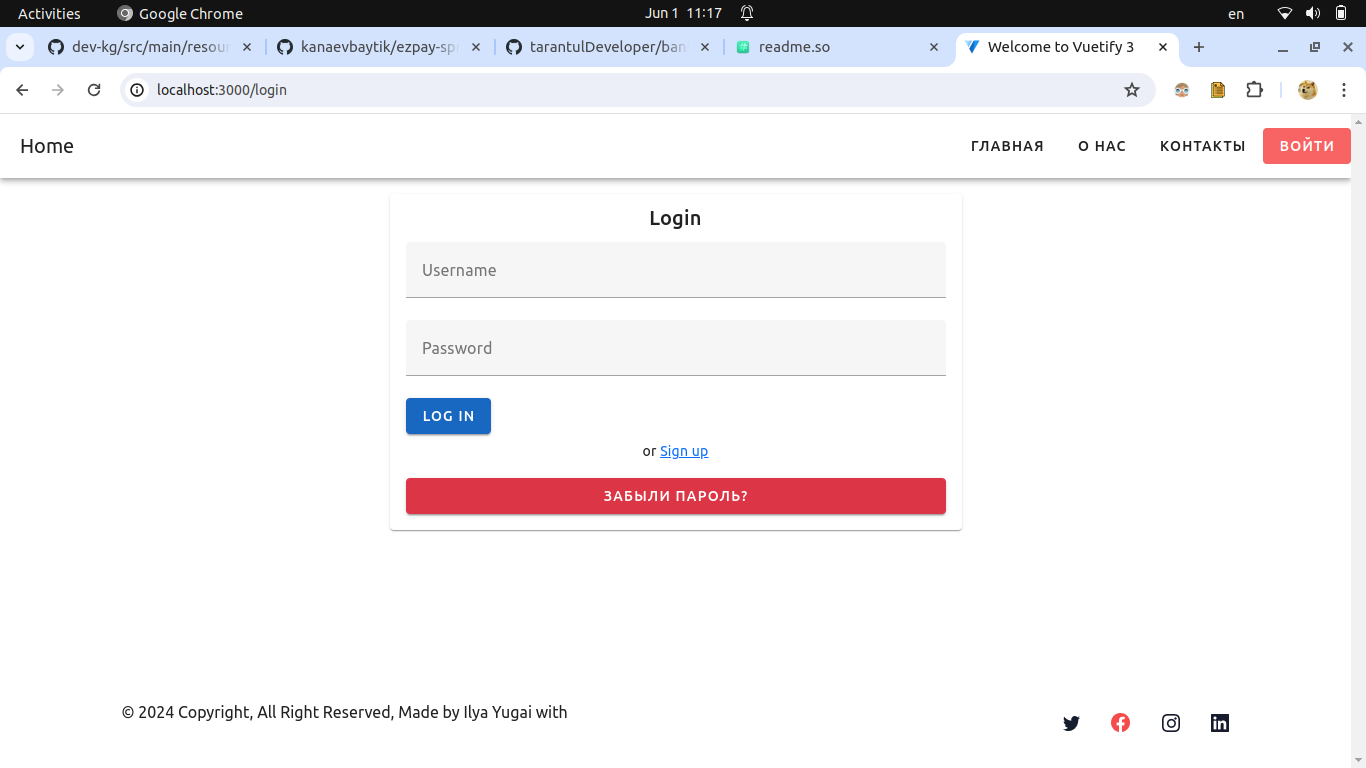 Activities Google Chrome Jun 1 11:17 en
dev-kg/src/main/resour kanaevbaytik/ezpay-spr tarantulDeveloper/ban readme.so Welcome to Vuetify 3
localhost:3000/login
Home ГЛАВНАЯ О НАС КОНТАКТЫ ВОЙТИ
Login
Username
Password
LOG IN
or Sign up
ЗАБЫЛИ ПАРОЛЬ?
© 2024 Copyright, All Right Reserved, Made by Ilya Yugai with